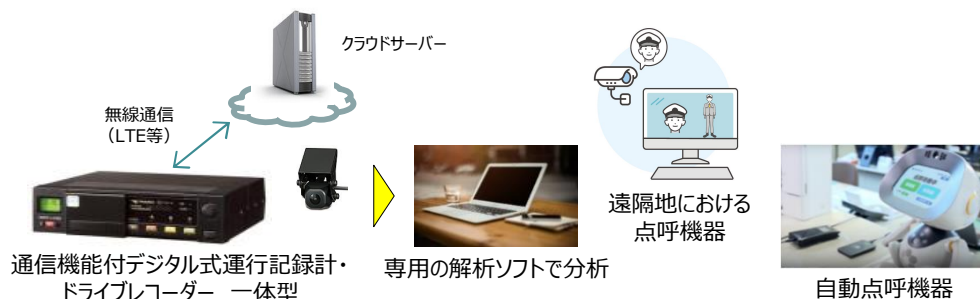 クラウドサーバー
無線通信
（LTE等）
遠隔地における
点呼機器
通信機能付デジタル式運行記録計・
ドライブレコーダー 一体型
専用の解析ソフトで分析
自動点呼機器